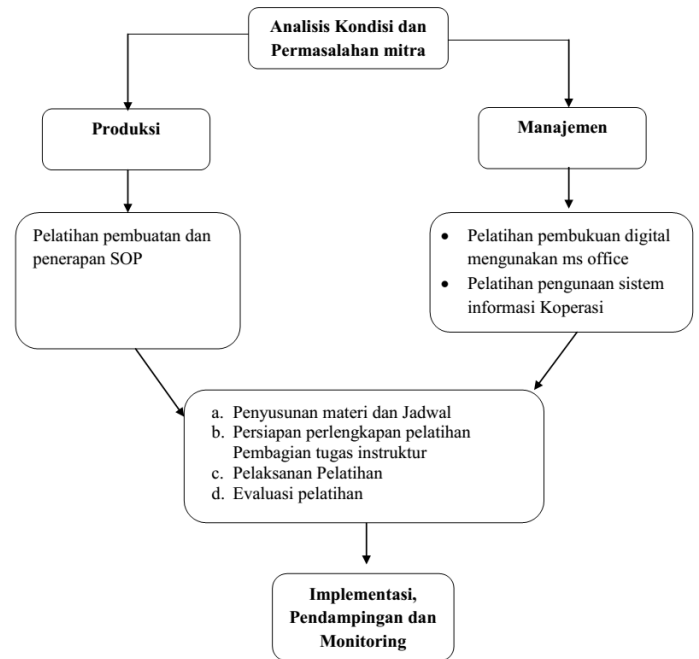 Analisis Kondisi dan
Permasalahan mitra
Produksi
Manajemen
Pelatihan pembuatan dan
penerapan SOP
• Pelatihan pembukuan digital
mengunakan ms office
• Pelatihan pengunaan sistem
informasi Koperasi
a. Penyusunan materi dan Jadwal
b. Persiapan perlengkapan pelatihan
Pembagian tugas instruktur
c. Pelaksanan Pelatihan
d. Evaluasi pelatihan
Implementasi,
Pendampingan dan
Monitoring